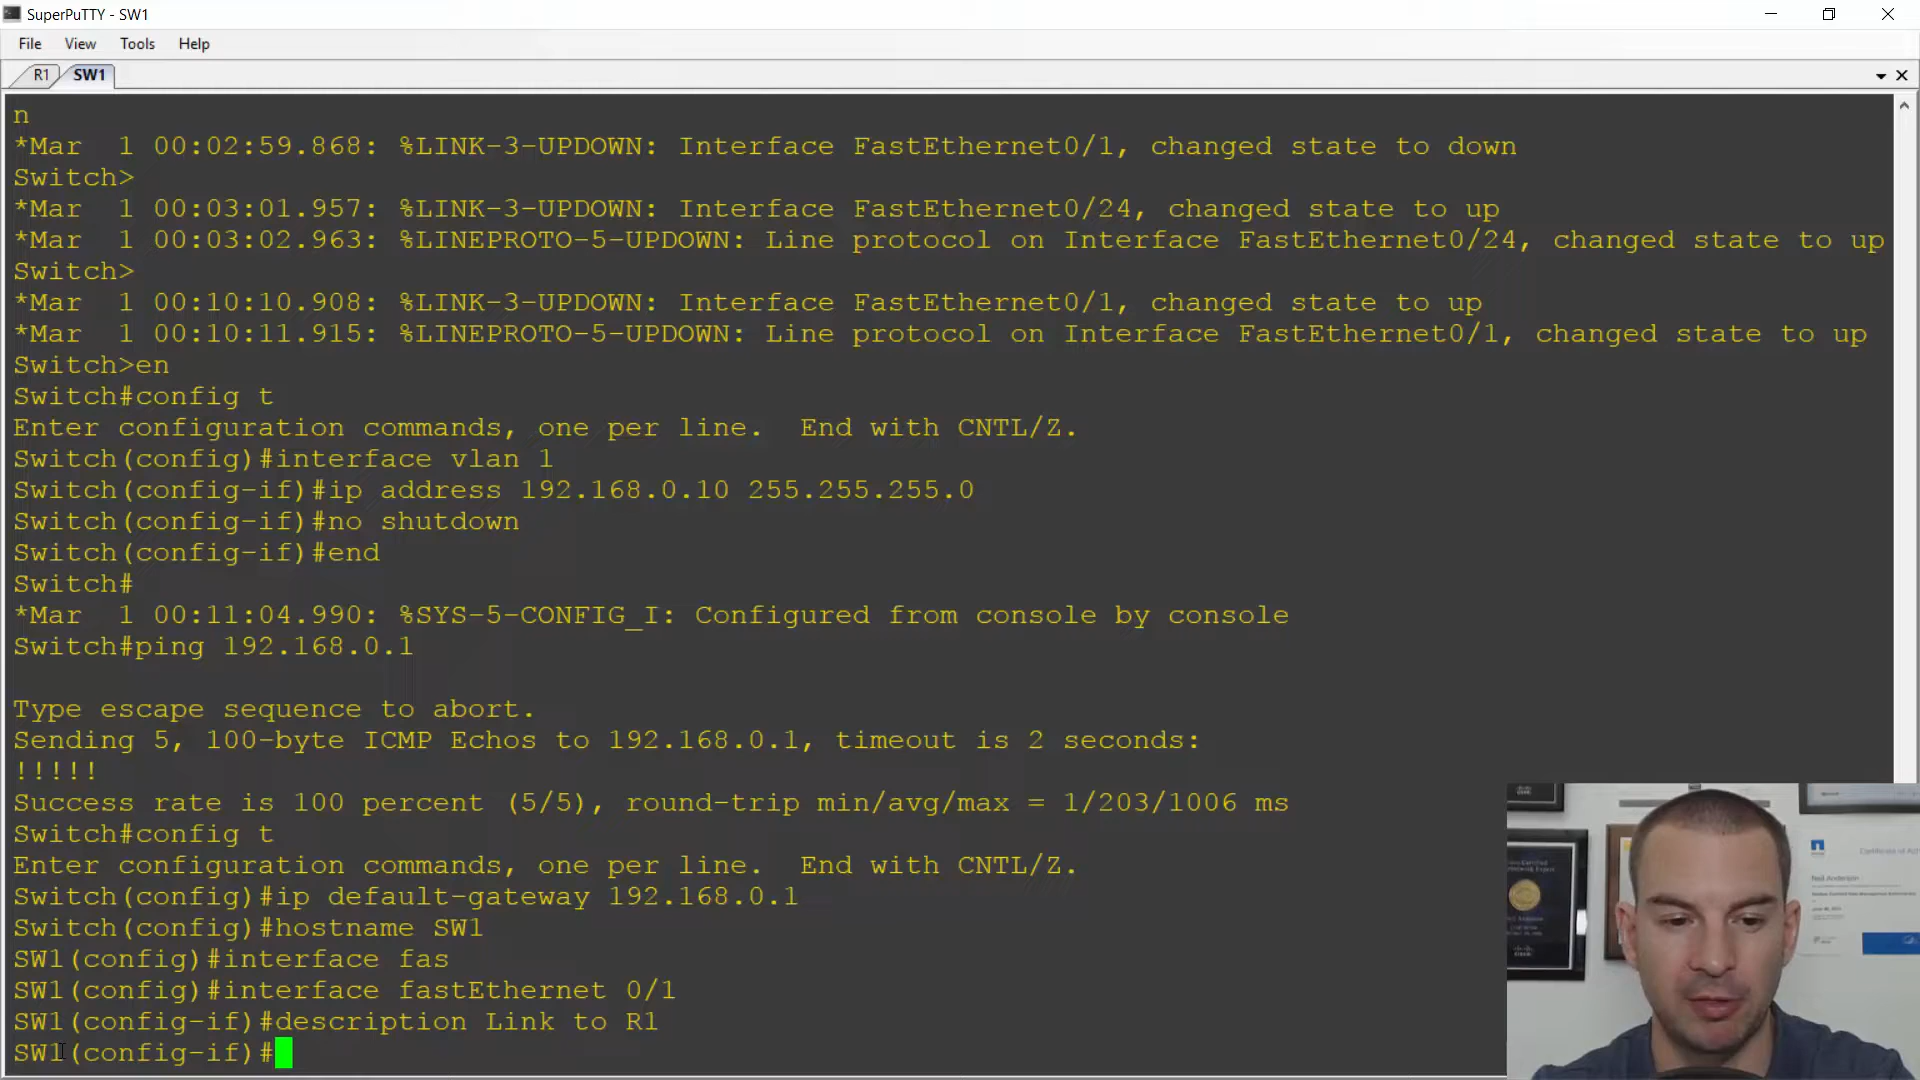 SuperPuTTY - SW1
File View Tools Help
R1 SW1
n
*Mar  1 00:02:59.868: %LINK-3-UPDOWN: Interface FastEthernet0/1, changed state to down
Switch>
*Mar  1 00:03:01.957: %LINK-3-UPDOWN: Interface FastEthernet0/24, changed state to up
*Mar  1 00:03:02.963: %LINEPROTO-5-UPDOWN: Line protocol on Interface FastEthernet0/24, changed state to up
Switch>
*Mar  1 00:10:10.908: %LINK-3-UPDOWN: Interface FastEthernet0/1, changed state to up
*Mar  1 00:10:11.915: %LINEPROTO-5-UPDOWN: Line protocol on Interface FastEthernet0/1, changed state to up
Switch>en
Switch#config t
Enter configuration commands, one per line.  End with CNTL/Z.
Switch(config)#interface vlan 1
Switch(config-if)#ip address 192.168.0.10 255.255.255.0
Switch(config-if)#no shutdown
Switch(config-if)#end
Switch#
*Mar  1 00:11:04.990: %SYS-5-CONFIG_I: Configured from console by console
Switch#ping 192.168.0.1
Type escape sequence to abort.
Sending 5, 100-byte ICMP Echos to 192.168.0.1, timeout is 2 seconds:
!!!!!
Success rate is 100 percent (5/5), round-trip min/avg/max = 1/203/1006 ms
Switch#config t
Enter configuration commands, one per line.  End with CNTL/Z.
Switch(config)#ip default-gateway 192.168.0.1
Switch(config)#hostname SW1
SW1(config)#interface fas
SW1(config)#interface fastEthernet 0/1
SW1(config-if)#description Link to R1
SW1(config-if)#
Neil Anderson